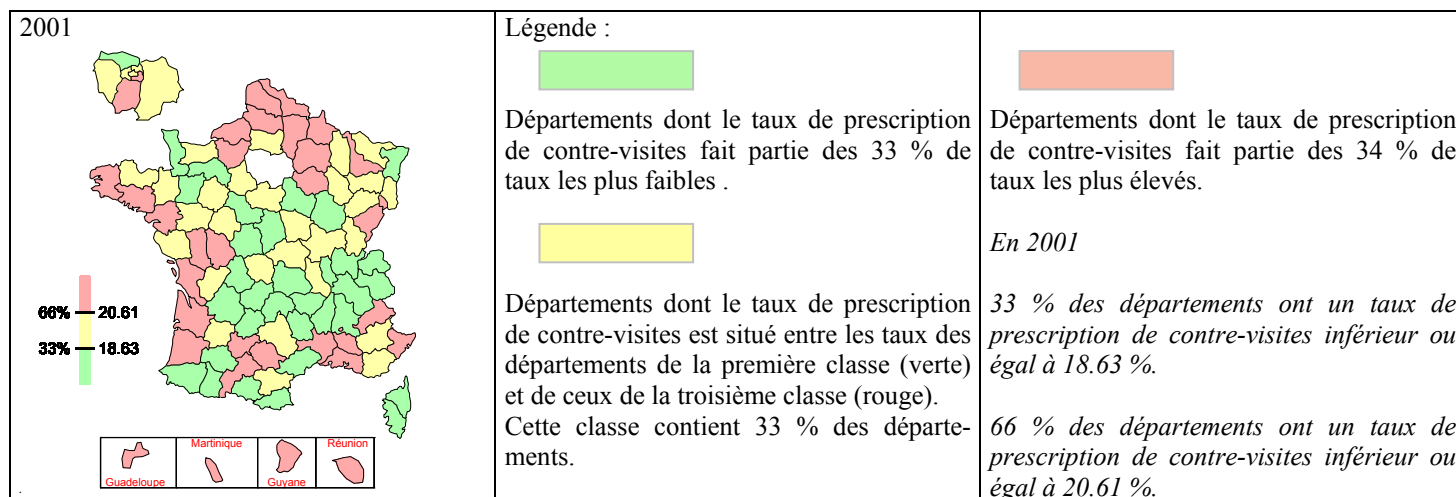 2001
66%
20.61
33%
18.63
Martinique
Réunion
Guadeloupe
Guyane
Légende :
Départements dont le taux de prescription
de contre-visites fait partie des 33 % de
taux les plus faibles .
Départements dont le taux de prescription
de contre-visites est situé entre les taux des
départements de la première classe (verte)
et de ceux de la troisième classe (rouge).
Cette classe contient 33 % des départe-
ments.
Départements dont le taux de prescription
de contre-visites fait partie des 34 % de
taux les plus élevés.
En 2001
33 % des départements ont un taux de
prescription de contre-visites inférieur ou
égal à 18.63 %.
66 % des départements ont un taux de
prescription de contre-visites inférieur ou
égal à 20.61 %.